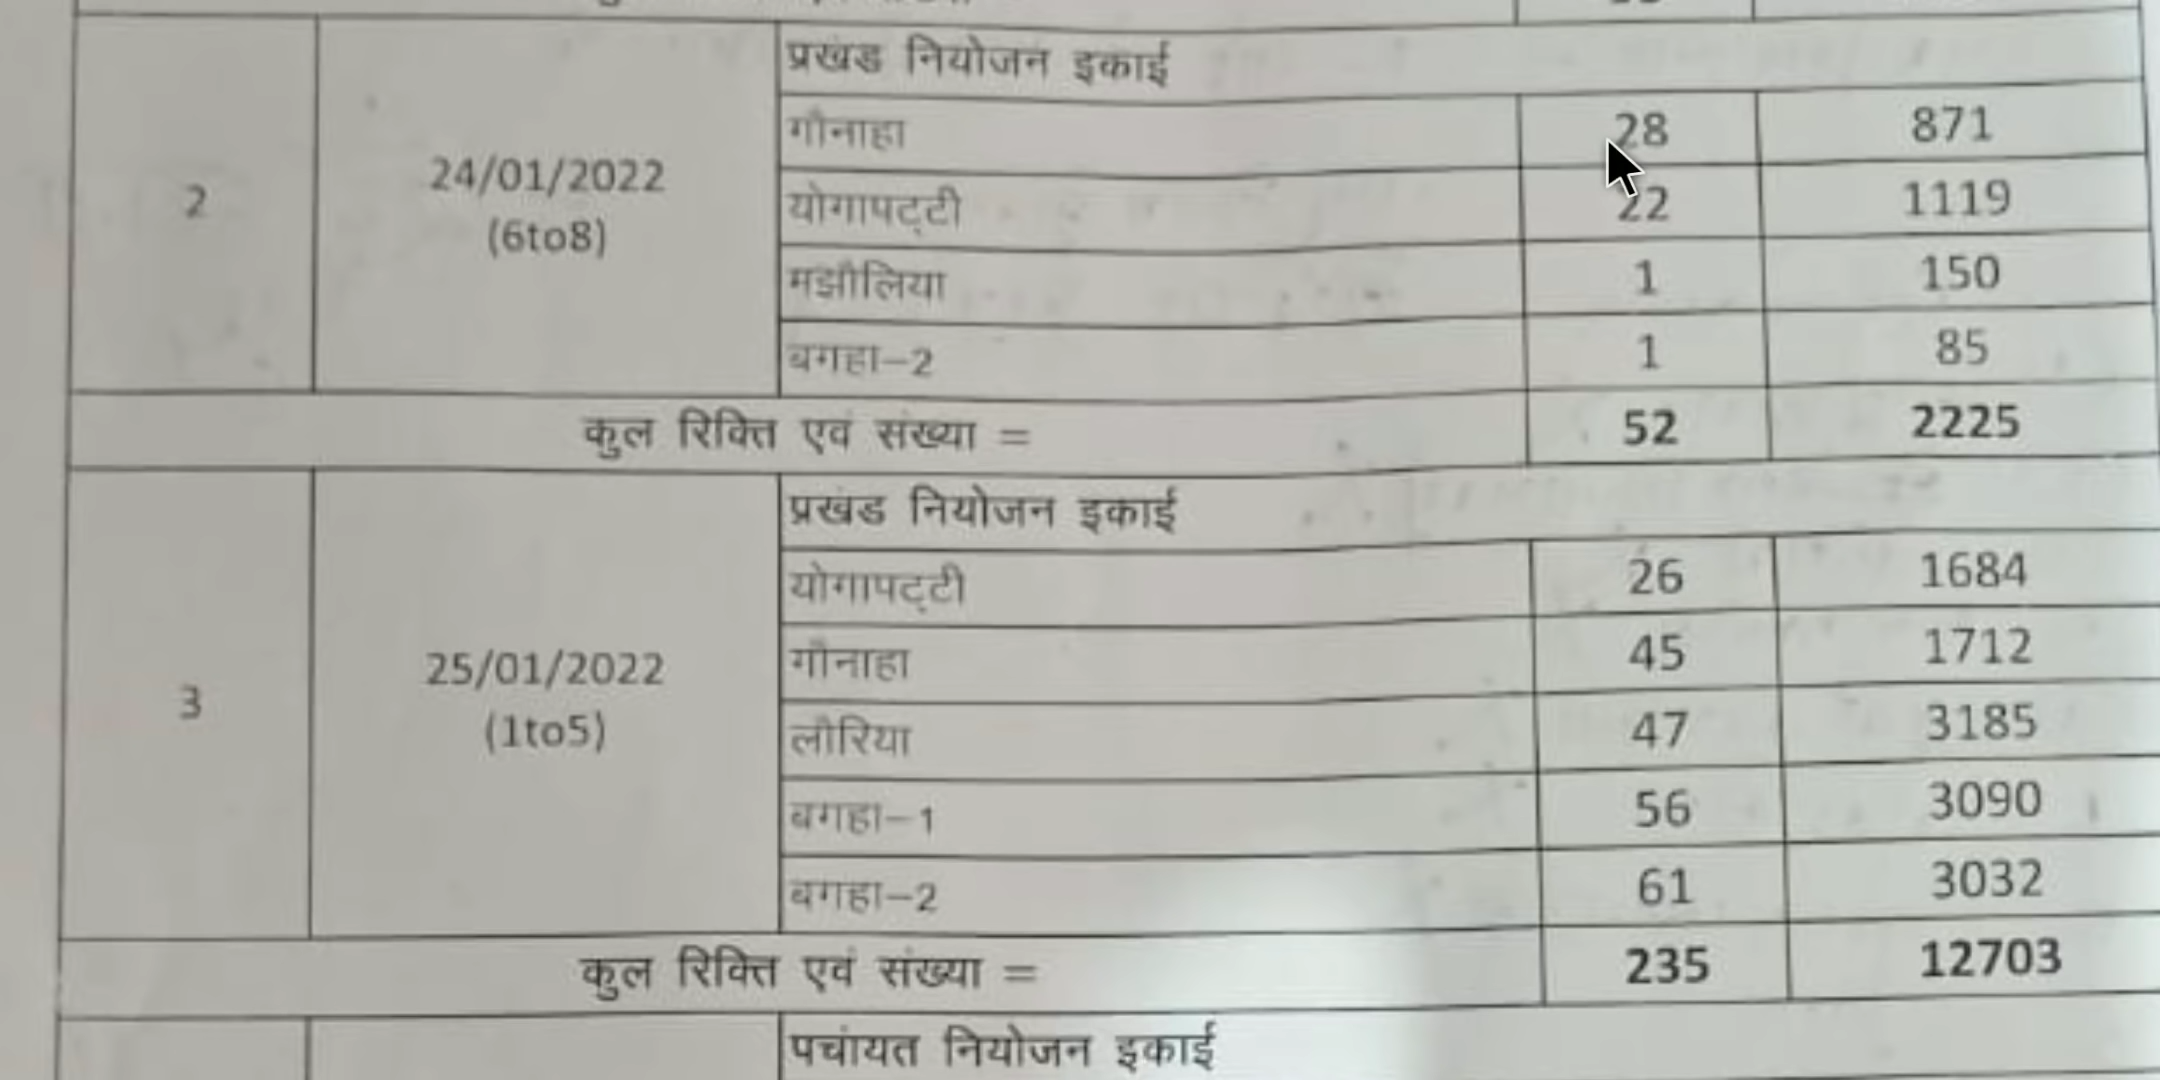 प्रखंड नियोजन इकाई
2
24/01/2022
(6to8)
गौनाहा 28 871
योगापट्टी 22 1119
मझौलिया 1 150
बगहा–2 1 85
कुल रिक्ति एवं संख्या = 52 2225
प्रखंड नियोजन इकाई
3
25/01/2022
(1to5)
योगापट्टी 26 1684
गौनाहा 45 1712
लौरिया 47 3185
बगहा–1 56 3090
बगहा–2 61 3032
कुल रिक्ति एवं संख्या = 235 12703
पचांयत नियोजन इकाई